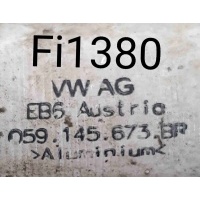 Fi1380
VW AG
EB6 Austria
059.145.673.BR
>Aluminium<